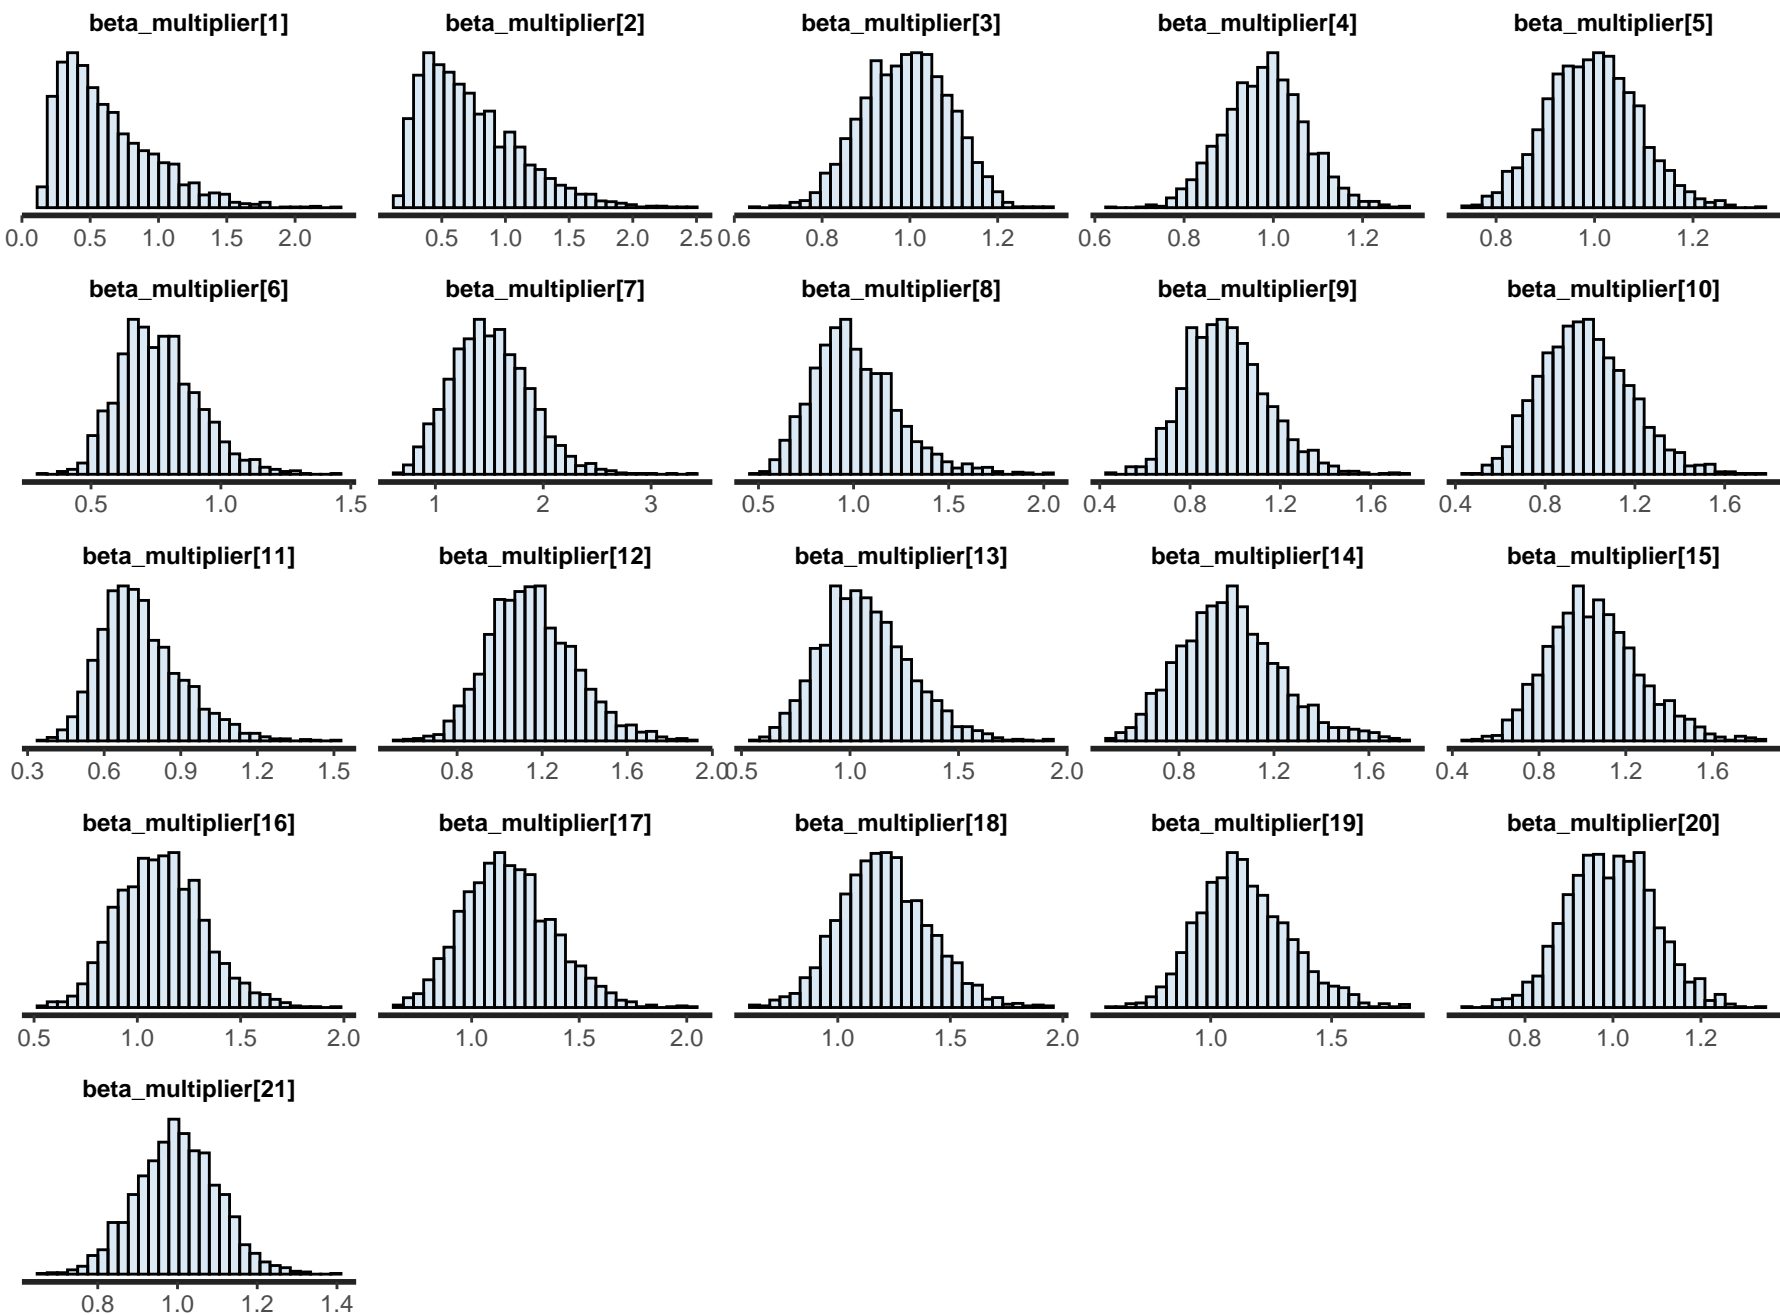 beta_multiplier[1] beta_multiplier[2] beta_multiplier[3] beta_multiplier[4] beta_multiplier[5]
0.0 0.5 1.0 1.5 2.0 0.5 1.0 1.5 2.0 2.5 0.6 0.8 1.0 1.2 0.6 0.8 1.0 1.2 0.8 1.0 1.2
beta_multiplier[6] beta_multiplier[7] beta_multiplier[8] beta_multiplier[9] beta_multiplier[10]
0.5 1.0 1.5 1 2 3 0.5 1.0 1.5 2.0 0.4 0.8 1.2 1.6 0.4 0.8 1.2 1.6
beta_multiplier[11] beta_multiplier[12] beta_multiplier[13] beta_multiplier[14] beta_multiplier[15]
0.3 0.6 0.9 1.2 1.5 0.8 1.2 1.6 2.0 0.5 1.0 1.5 2.0 0.8 1.2 1.6 0.4 0.8 1.2 1.6
beta_multiplier[16] beta_multiplier[17] beta_multiplier[18] beta_multiplier[19] beta_multiplier[20]
0.5 1.0 1.5 2.0 1.0 1.5 2.0 1.0 1.5 2.0 1.0 1.5 0.8 1.0 1.2
beta_multiplier[21]
0.8 1.0 1.2 1.4